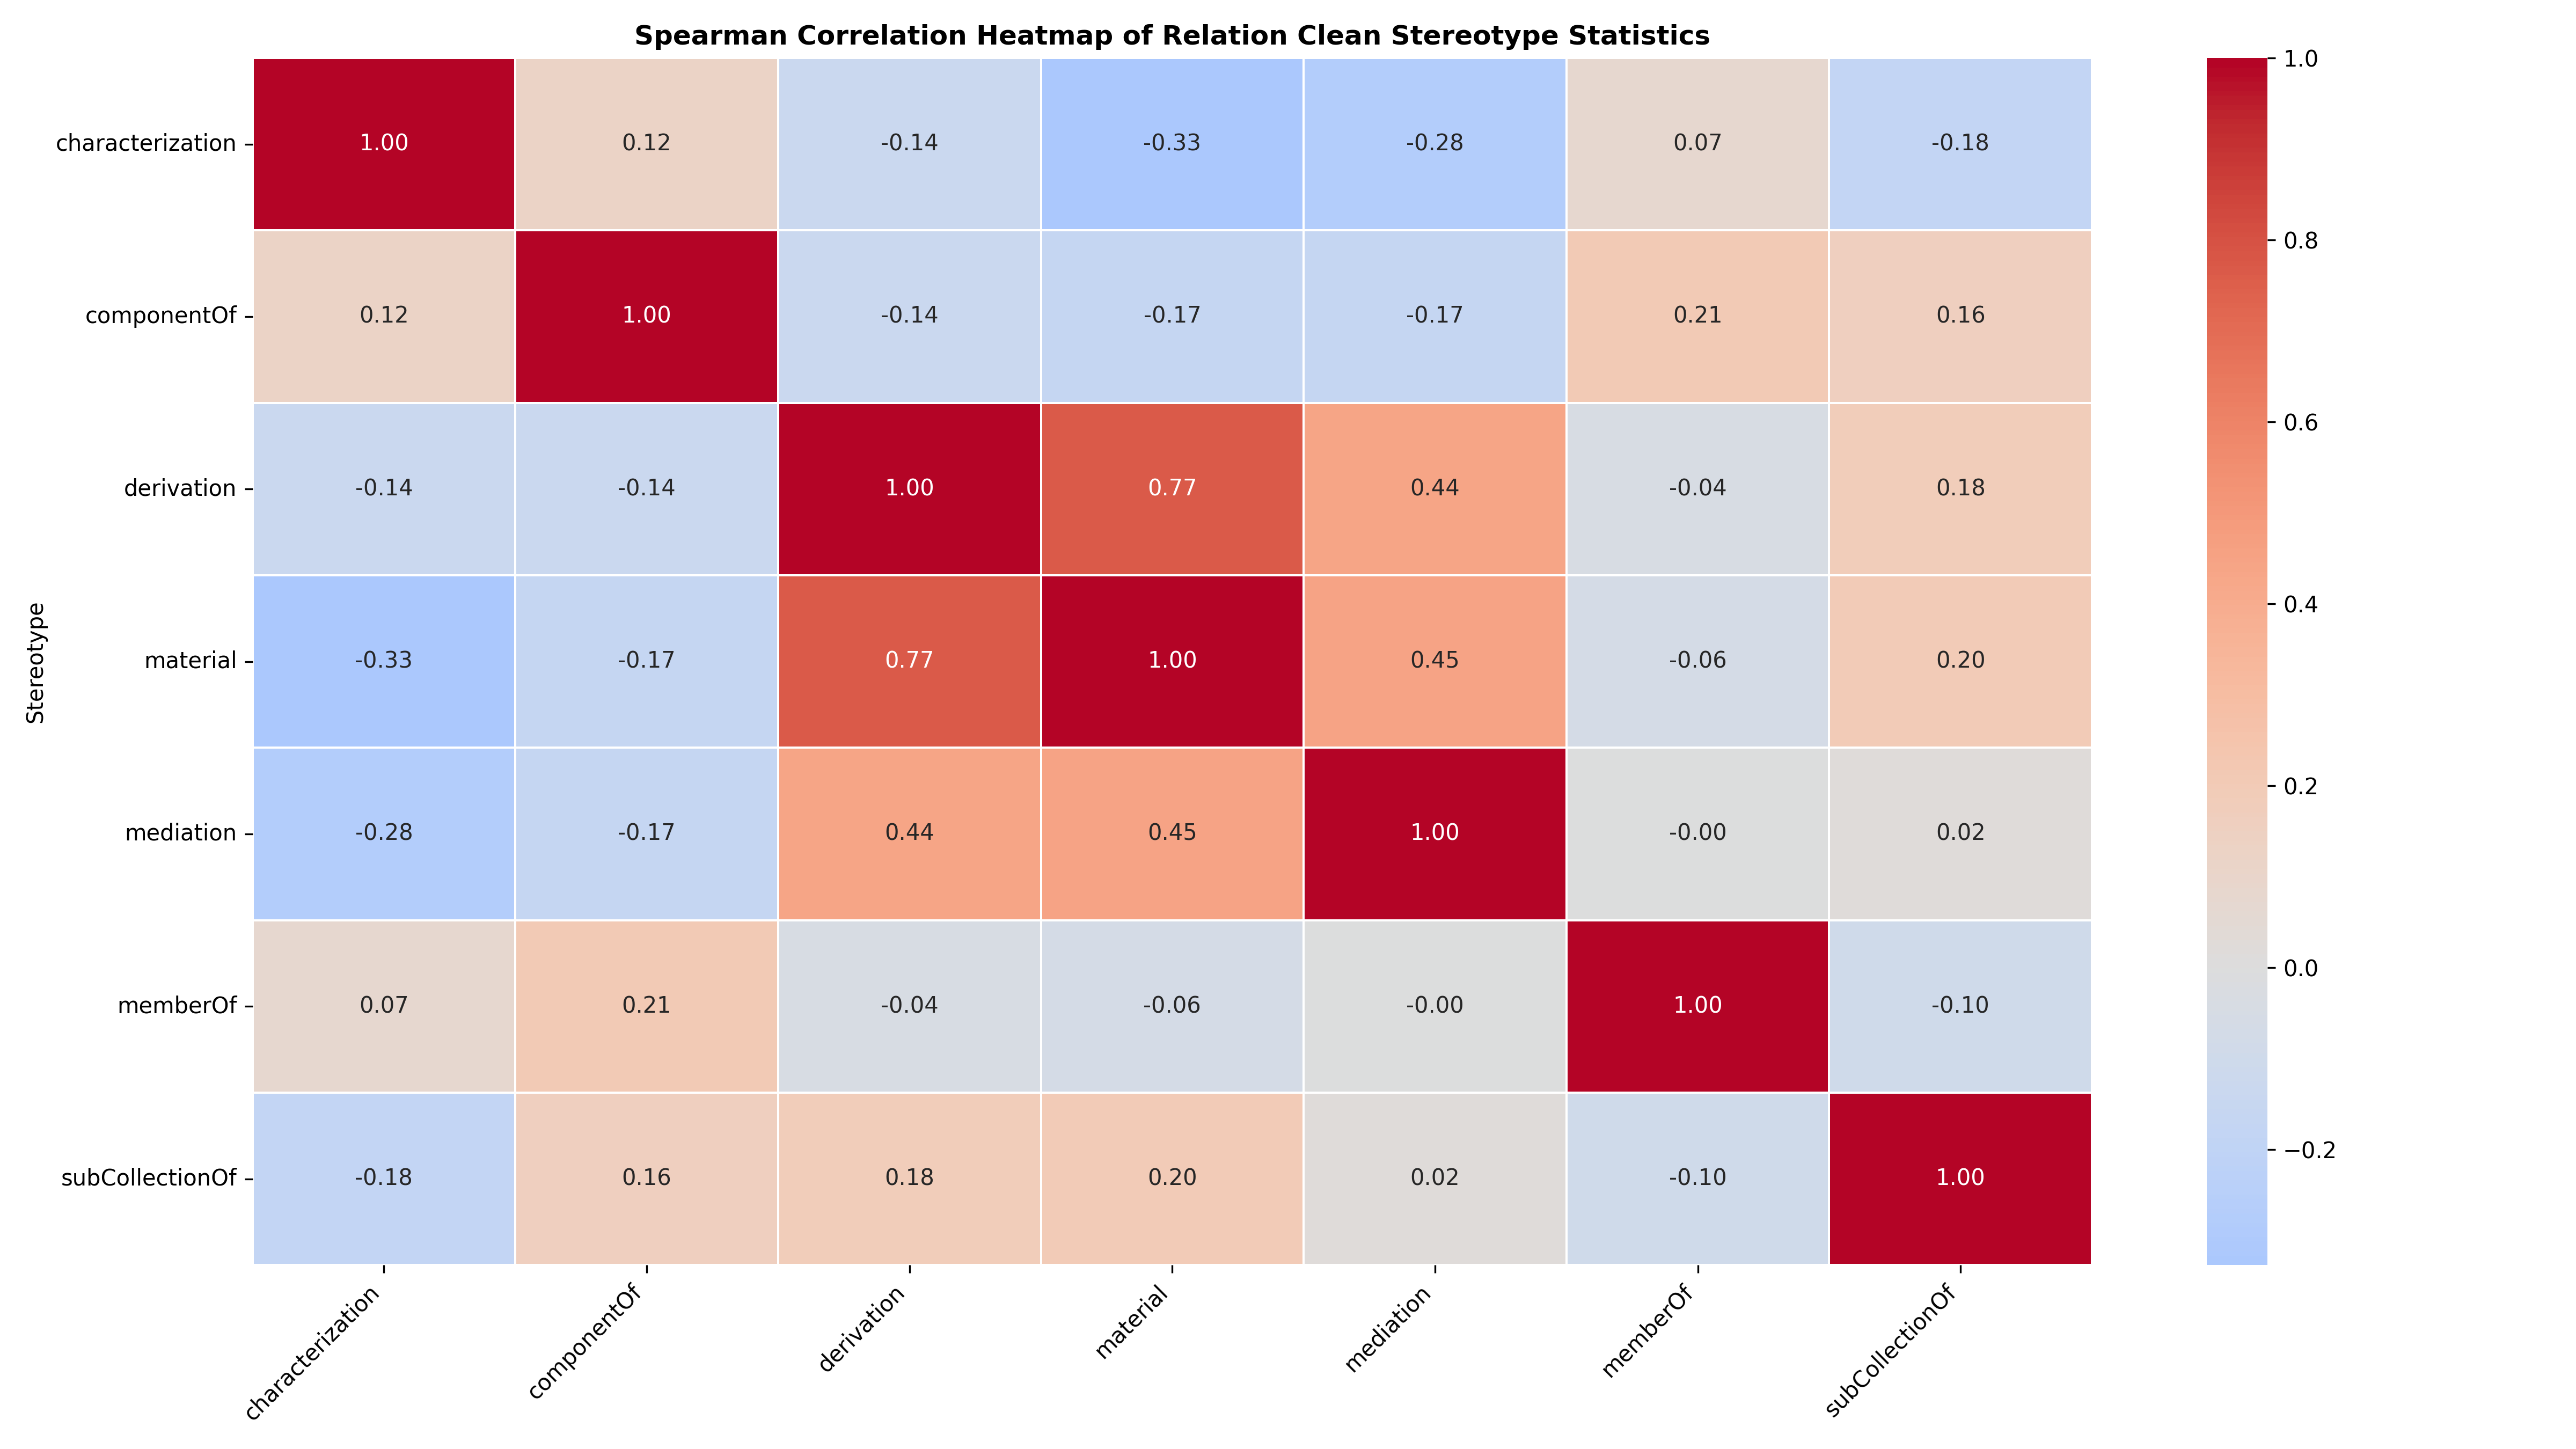 Spearman Correlation Heatmap of Relation Clean Stereotype Statistics
Stereotype
characterization 1.00 0.12 -0.14 -0.33 -0.28 0.07 -0.18
componentOf 0.12 1.00 -0.14 -0.17 -0.17 0.21 0.16
derivation -0.14 -0.14 1.00 0.77 0.44 -0.04 0.18
material -0.33 -0.17 0.77 1.00 0.45 -0.06 0.20
mediation -0.28 -0.17 0.44 0.45 1.00 -0.00 0.02
memberOf 0.07 0.21 -0.04 -0.06 -0.00 1.00 -0.10
subCollectionOf -0.18 0.16 0.18 0.20 0.02 -0.10 1.00
characterization componentOf derivation material mediation memberOf subCollectionOf
1.0
0.8
0.6
0.4
0.2
0.0
−0.2